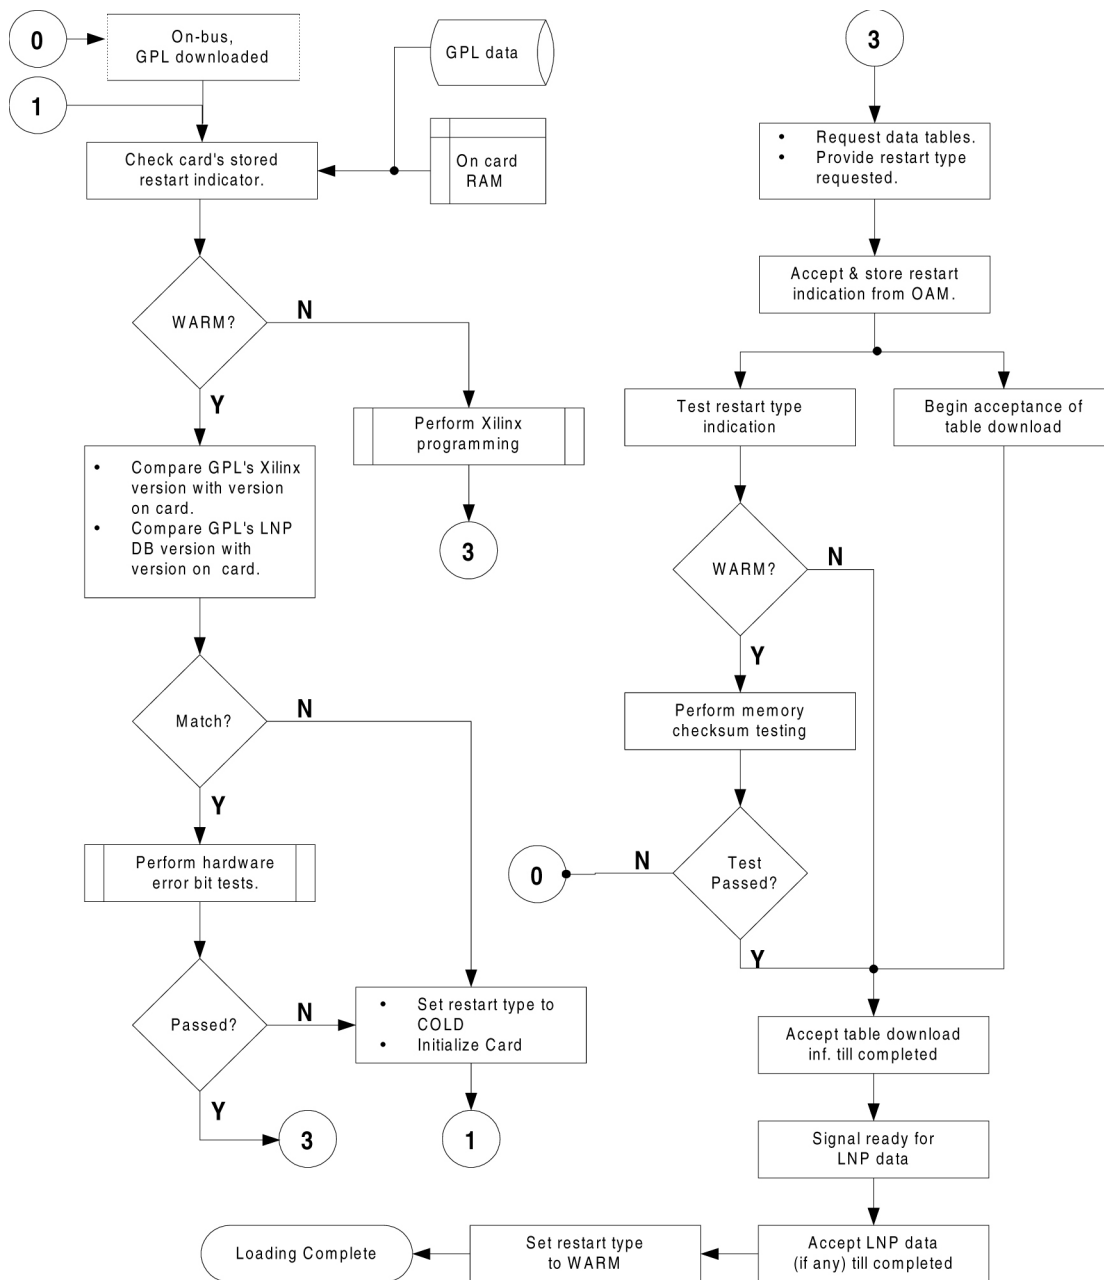 0
On-bus,
GPL downloaded
GPL data
1
Check card's stored
restart indicator.
On card
RAM
WARM?
N
Y
Perform Xilinx
programming
3
• Compare GPL's Xilinx
version with version
on card.
• Compare GPL's LNP
DB version with
version on card.
Match?
N
Y
Perform hardware
error bit tests.
Passed?
N
• Set restart type to
COLD
• Initialize Card
Y
3
1
3
• Request data tables.
• Provide restart type
requested.
Accept & store restart
indication from OAM.
Test restart type
indication
Begin acceptance of
table download
WARM?
N
Y
Perform memory
checksum testing
Test
Passed?
N
0
Y
Accept table download
inf. till completed
Signal ready for
LNP data
Accept LNP data
(if any) till completed
Set restart type
to WARM
Loading Complete